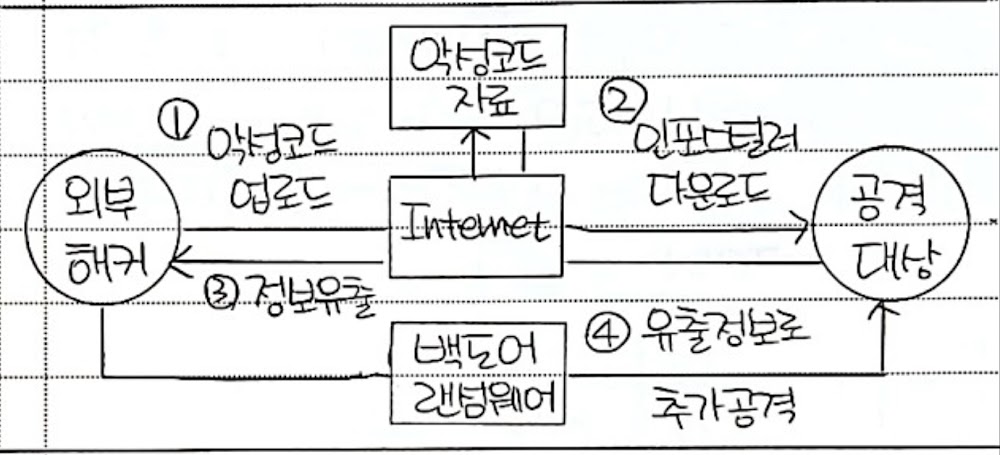 악성코드
자료
① 악성코드
업로드
② 인포스틸러
다운로드
외부
해커
Internet
공격
대상
③ 정보유출
백도어
랜섬웨어
④ 유출정보로
추가공격